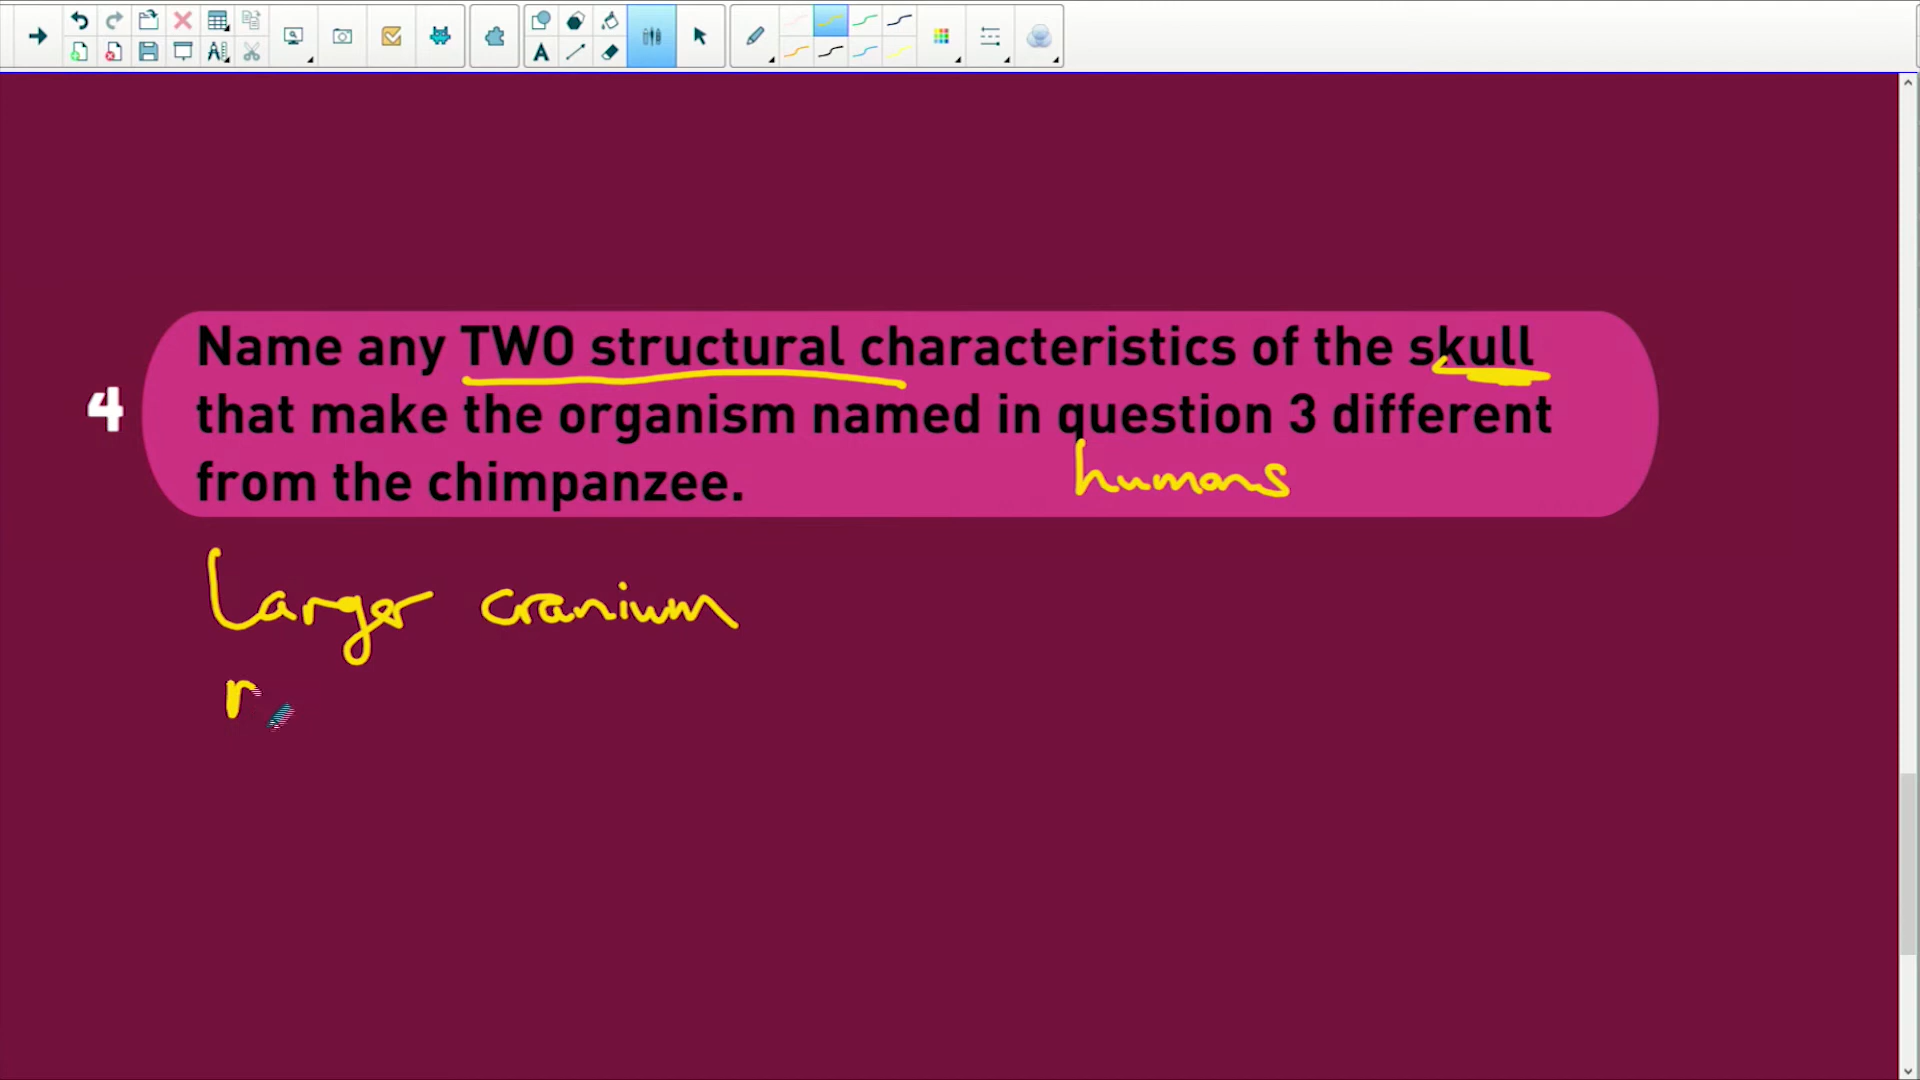 Name any TWO structural characteristics of the skull
4 that make the organism named in question 3 different
from the chimpanzee.
humans
Larger cranium
r